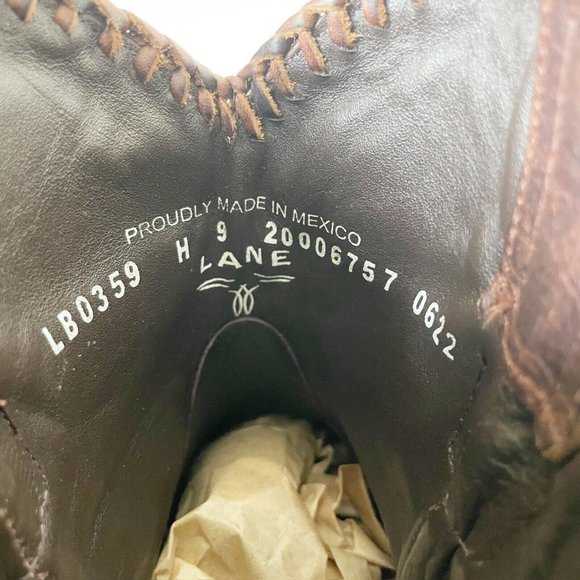 PROUDLY MADE IN MEXICO
LB0359 H 9 20006757 0622
LANE